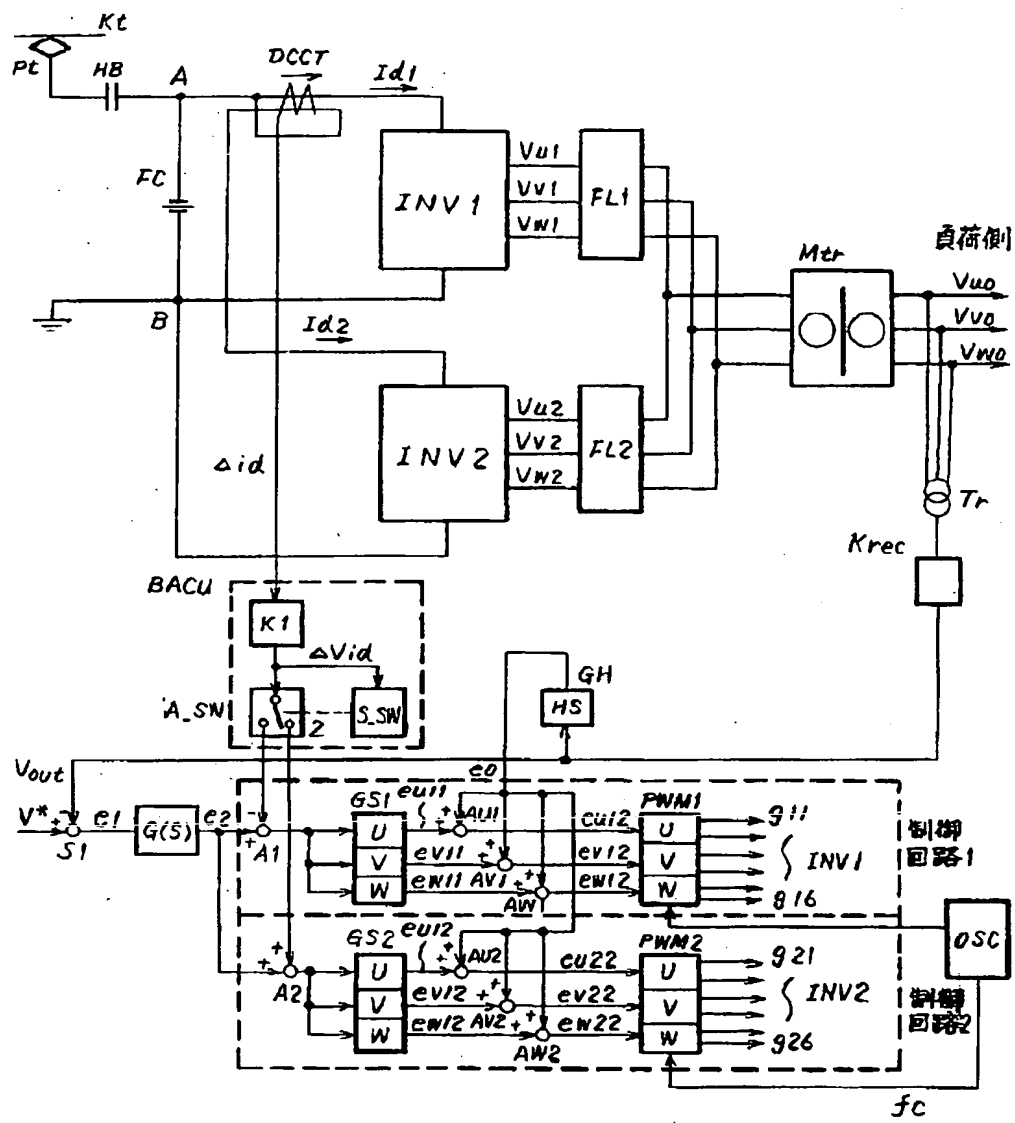 Kt
Pt
HB
A
DCCT
Id1
FC
INV1
Vu1
Vv1
Vw1
FL1
Mtr
負荷側
Vuo
Vvo
Vwo
B
Id2
INV2
Vu2
Vv2
Vw2
FL2
Δid
Tr
Krec
BACU
K1
ΔVid
A_SW
2
S_SW
GH
HS
Vout
e0
V*
+
-
S1
e1
G(S)
e2
-
+
A1
GS1
U
V
W
eu11
ev11
ew11
+
+
AU1
+
+
AV1
+
+
AW
eu12
ev12
ew12
PWM1
U
V
W
g11
INV1
g16
制御
回路1
OSC
+
+
A2
GS2
U
V
W
eu12
ev12
ew12
+
+
AU2
+
+
AV2
+
+
AW2
eu22
ev22
ew22
PWM2
U
V
W
g21
INV2
g26
制御
回路2
fc